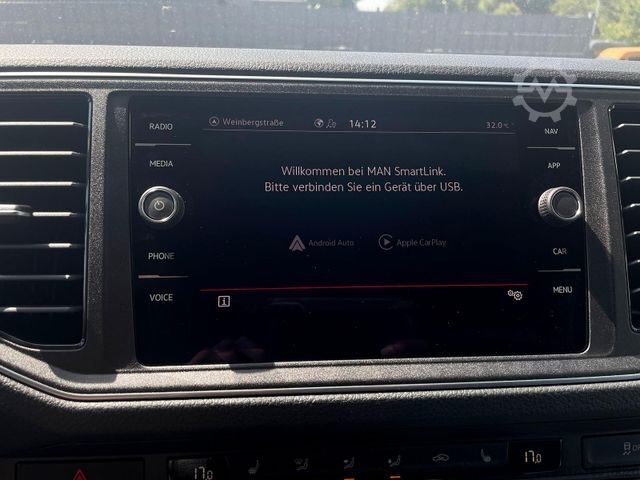 RADIO
Weinbergstraße
14:12
32.0°C
NAV
MEDIA
Willkommen bei MAN SmartLink.
Bitte verbinden Sie ein Gerät über USB.
APP
Android Auto
Apple CarPlay
PHONE
CAR
VOICE
i
MENU
17.0
17.0